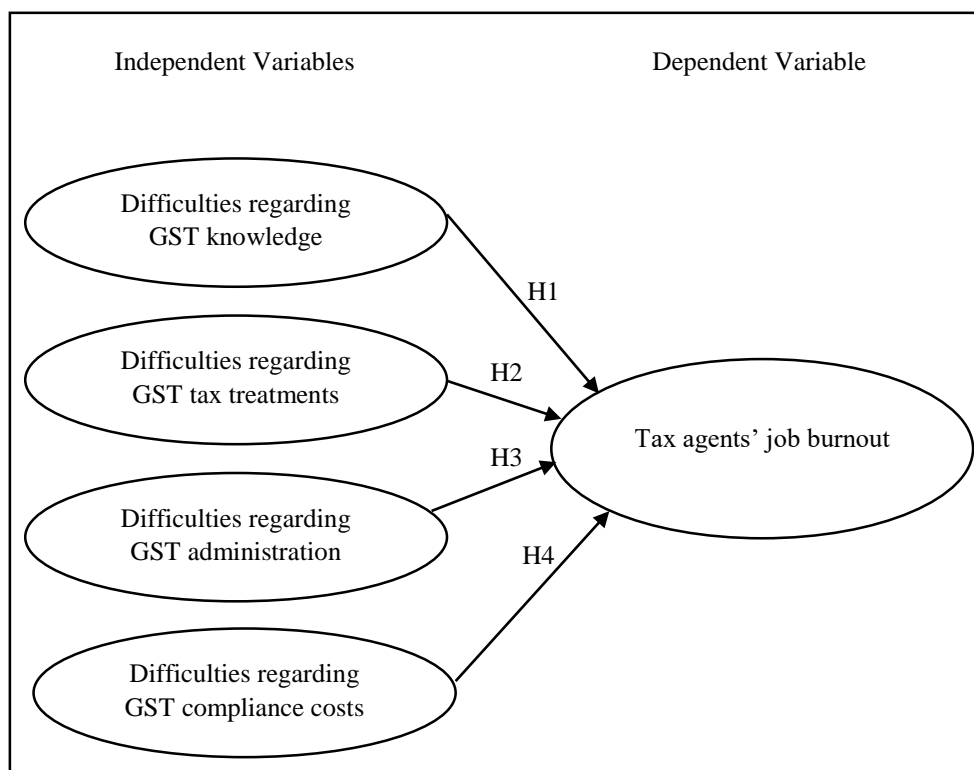 Independent Variables
Dependent Variable
Difficulties regarding
GST knowledge
H1
Difficulties regarding
GST tax treatments
H2
Tax agents’ job burnout
H3
Difficulties regarding
GST administration
H4
Difficulties regarding
GST compliance costs